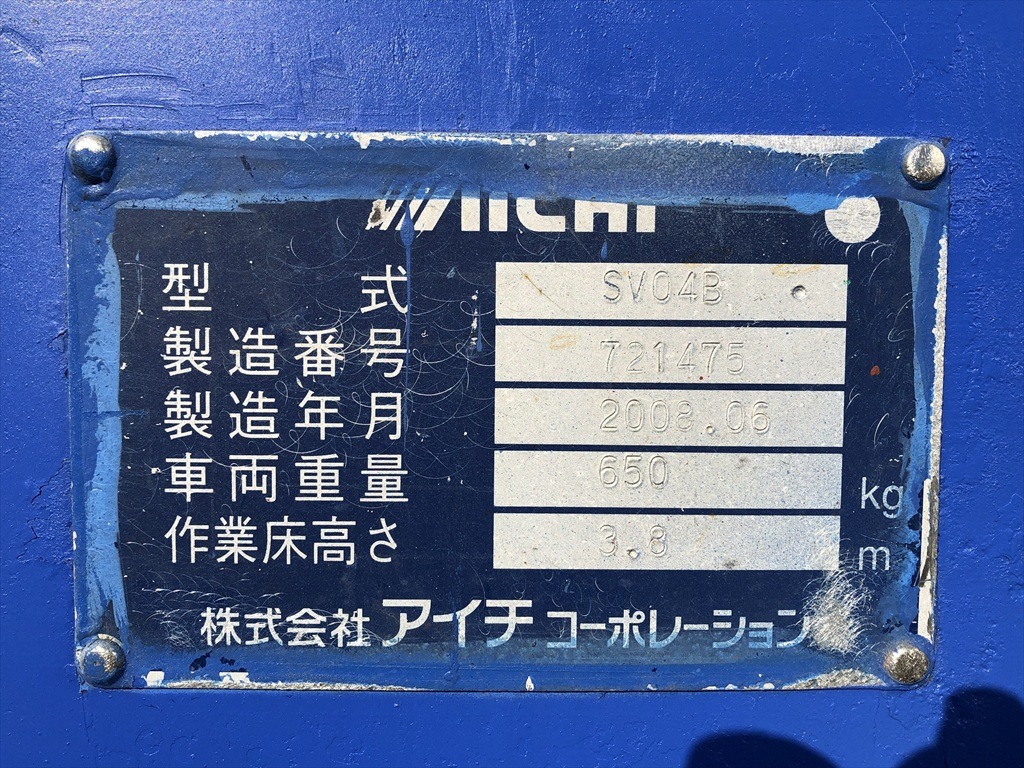 AICHI
型式 SV04B
製造番号 721475
製造年月 2008.06
車両重量 650 kg
作業床高さ 3.8 m
株式会社アイチコーポレーション